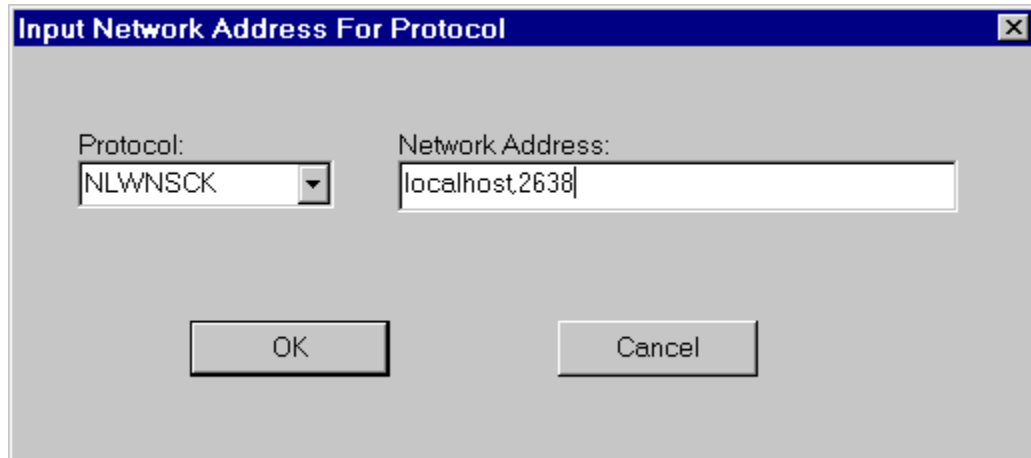 Input Network Address For Protocol
Protocol: Network Address:
NLWNSCK localhost,2638
OK Cancel